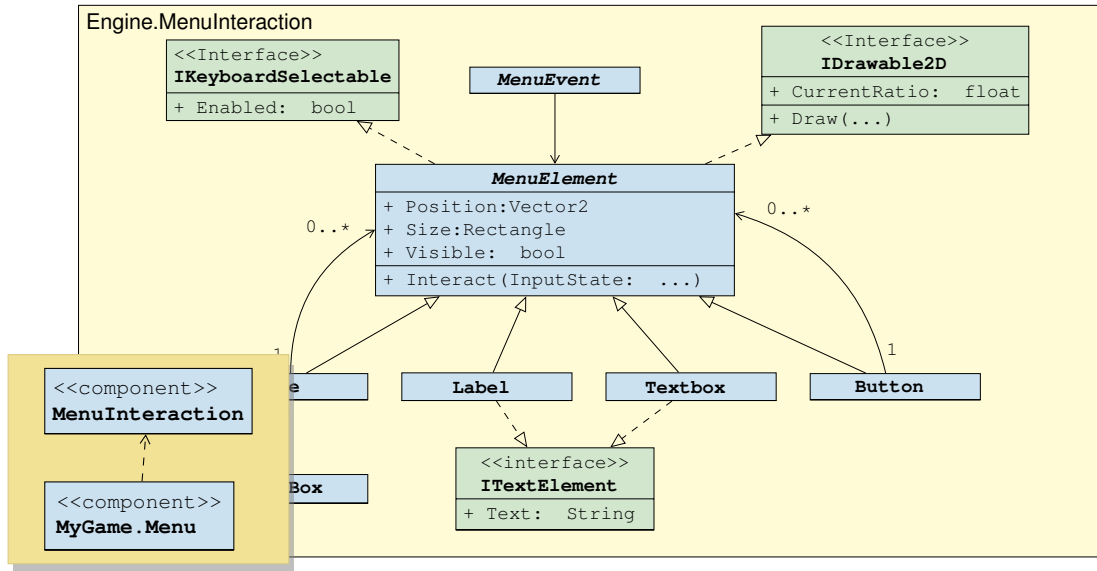 Engine.MenuInteraction
<<Interface>>
IKeyboardSelectable
+ Enabled: bool
MenuEvent
<<Interface>>
IDrawable2D
+ CurrentRatio: float
+ Draw(...)
MenuElement
+ Position:Vector2
+ Size:Rectangle
+ Visible: bool
+ Interact(InputState: ...)
0..*
0..*
1
1
e
Label
Textbox
Button
<<component>>
MenuInteraction
<<component>>
MyGame.Menu
Box
<<interface>>
ITextElement
+ Text: String